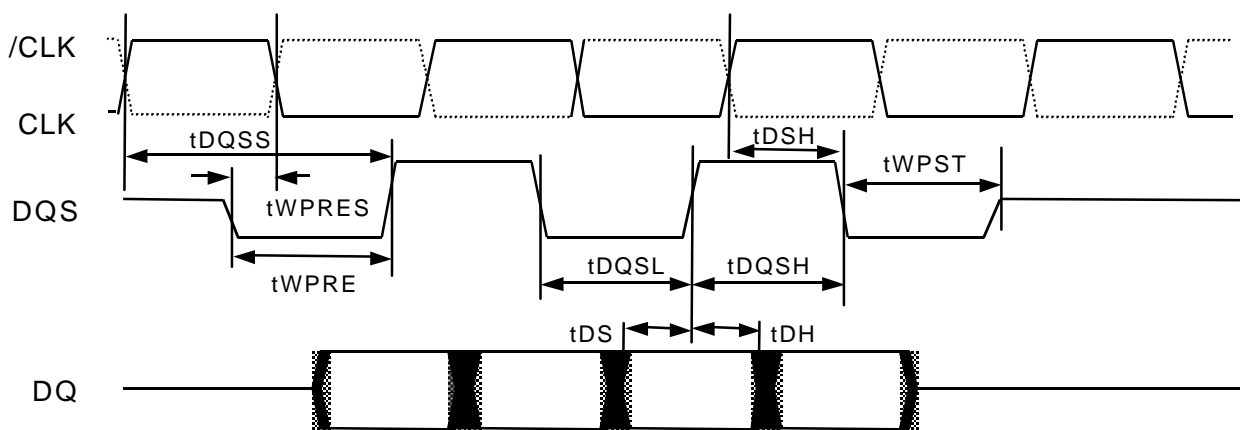 /CLK
CLK
tDQSS
tDSH
tWPST
DQS
tWPRES
tWPRE
tDQSL
tDQSH
tDS
tDH
DQ